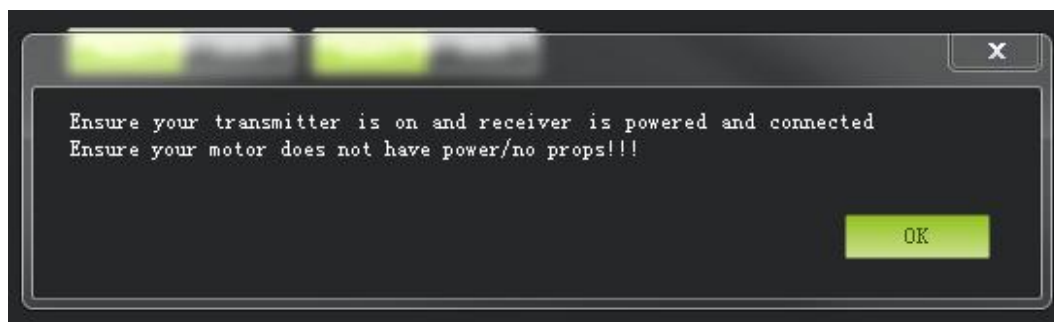 X
Ensure your transmitter is on and receiver is powered and connected
Ensure your motor does not have power/no props!!!
OK